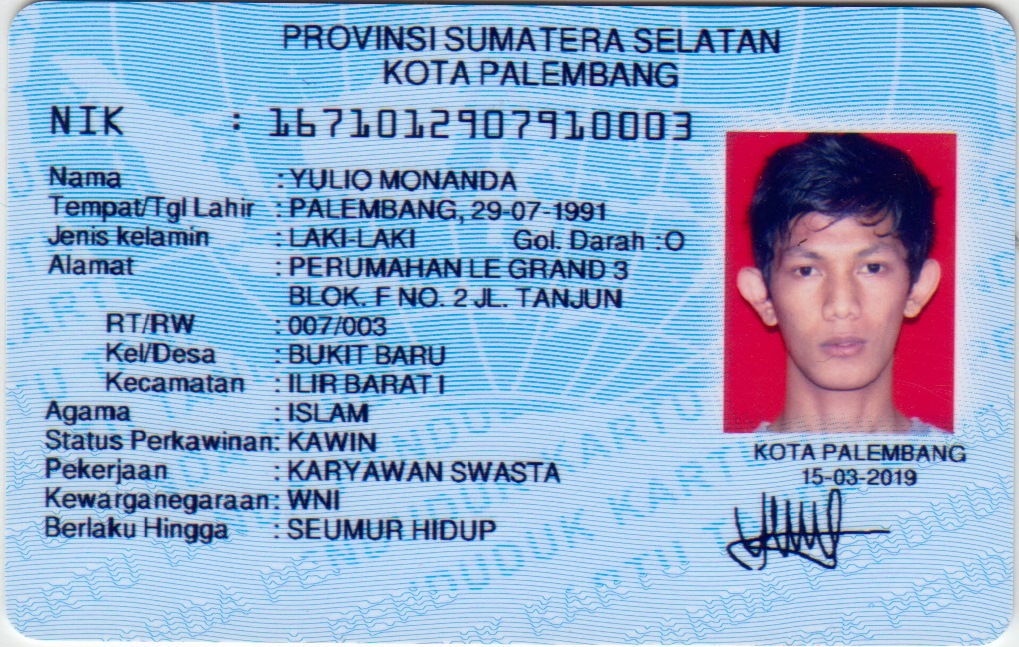 PROVINSI SUMATERA SELATAN
KOTA PALEMBANG
NIK : 1671012907910003
Nama : YULIO MONANDA
Tempat/Tgl Lahir : PALEMBANG, 29-07-1991
Jenis kelamin : LAKI-LAKI Gol. Darah : O
Alamat : PERUMAHAN LE GRAND 3
BLOK. F NO. 2 JL. TANJUN
RT/RW : 007/003
Kel/Desa : BUKIT BARU
Kecamatan : ILIR BARAT I
Agama : ISLAM
Status Perkawinan: KAWIN
Pekerjaan : KARYAWAN SWASTA
Kewarganegaraan: WNI
Berlaku Hingga : SEUMUR HIDUP
KOTA PALEMBANG
15-03-2019